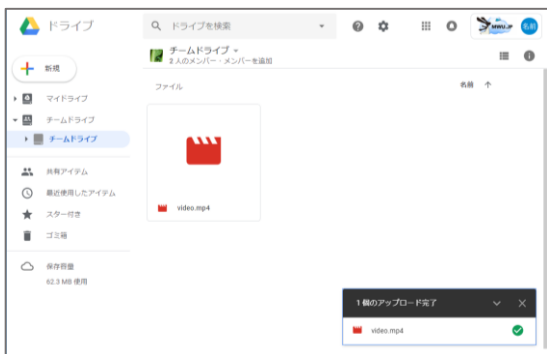 ドライブ
ドライブを検索
MWU.JP
名前
新規
チームドライブ
2 人のメンバー・メンバーを追加
マイドライブ
チームドライブ
チームドライブ
共有アイテム
最近使用したアイテム
スター付き
ゴミ箱
保存容量
62.3 MB 使用
ファイル
名前
video.mp4
1 個のアップロード完了
video.mp4